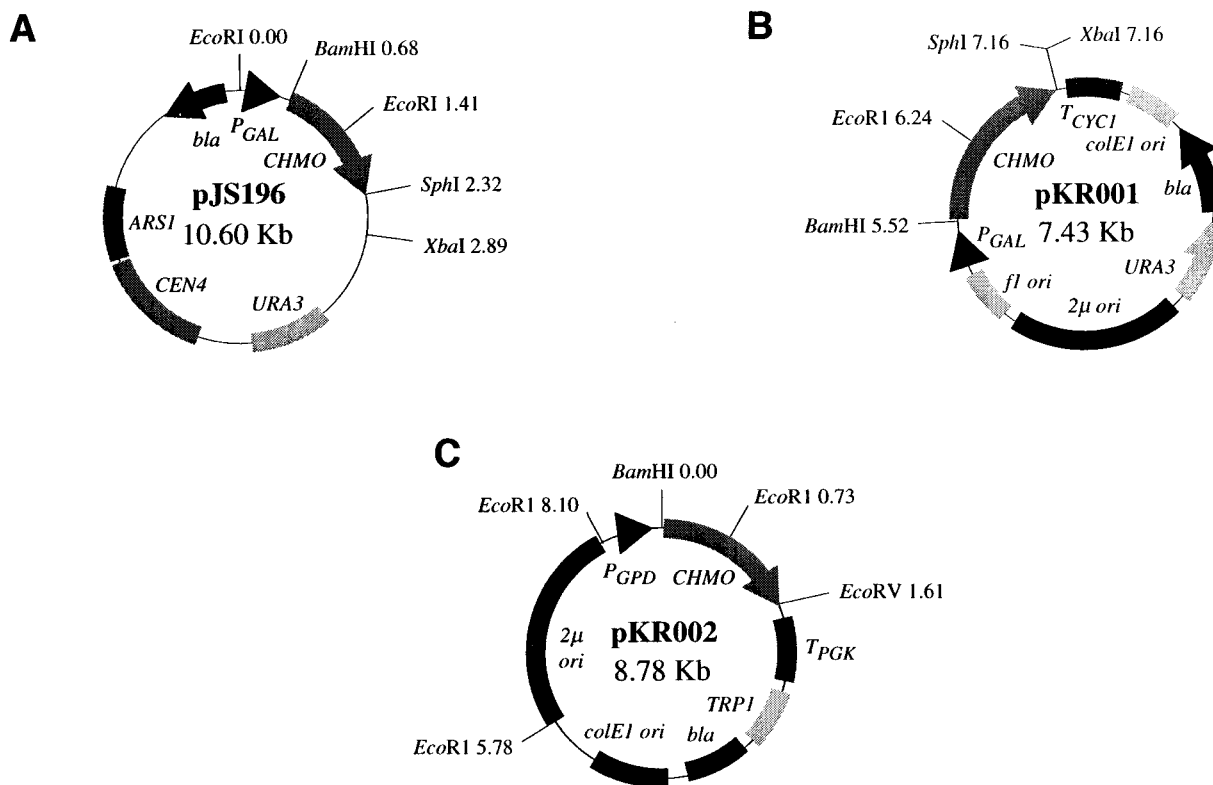 A
EcoRI 0.00
BamHI 0.68
EcoRI 1.41
bla
PGAL
CHMO
SphI 2.32
pJS196
10.60 Kb
ARS1
XbaI 2.89
CEN4
URA3
B
SphI 7.16
XbaI 7.16
EcoR1 6.24
TCYC1
colE1 ori
CHMO
bla
pKR001
7.43 Kb
BamHI 5.52
PGAL
URA3
f1 ori
2μ ori
C
BamHI 0.00
EcoR1 8.10
EcoR1 0.73
PGPD
CHMO
EcoRV 1.61
2μ
ori
pKR002
8.78 Kb
TPGK
TRP1
EcoR1 5.78
colE1 ori
bla